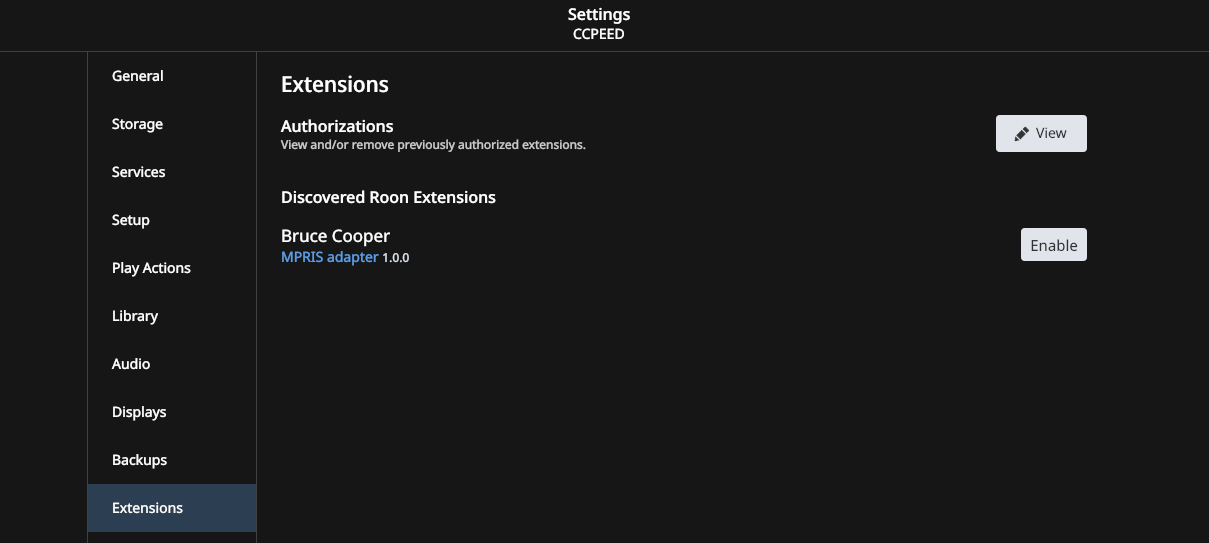 Settings
CCPEED
General
Storage
Services
Setup
Play Actions
Library
Audio
Displays
Backups
Extensions
Extensions
Authorizations
View and/or remove previously authorized extensions.
View
Discovered Roon Extensions
Bruce Cooper
MPRIS adapter 1.0.0
Enable